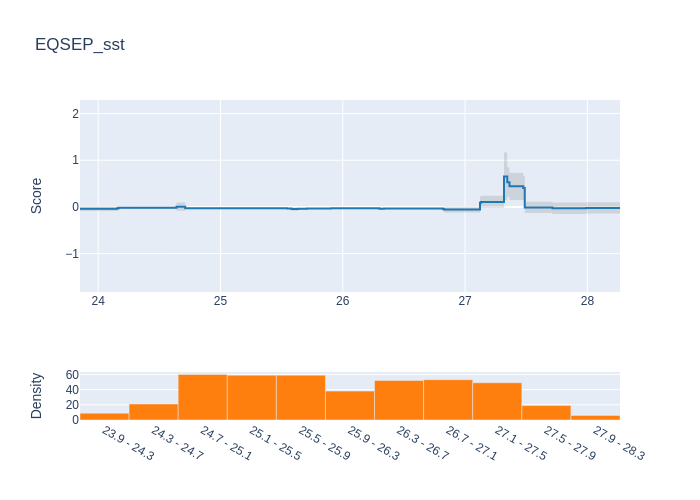 EQSEP_sst
2
1
0
−1
Score
24
25
26
27
28
60
40
20
0
Density
23.9 - 24.3
24.3 - 24.7
24.7 - 25.1
25.1 - 25.5
25.5 - 25.9
25.9 - 26.3
26.3 - 26.7
26.7 - 27.1
27.1 - 27.5
27.5 - 27.9
27.9 - 28.3